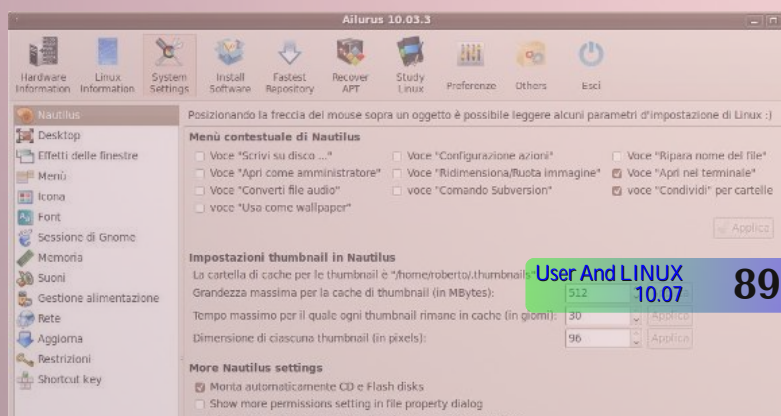 Ailurus 10.03.3
Hardware Information
Linux Information
System Settings
Install Software
Fastest Repository
Recover APT
Study Linux
Preferenze
Others
Esci
Nautilus
Desktop
Effetti delle finestre
Menù
Icona
Font
Sessione di Gnome
Memoria
Suoni
Gestione alimentazione
Rete
Aggiorna
Restrizioni
Shortcut key
Posizionando la freccia del mouse sopra un oggetto è possibile leggere alcuni parametri d'impostazione di Linux :)
Menù contestuale di Nautilus
Voce "Scrivi su disco ..."
Voce "Configurazione azioni"
Voce "Ripara nome del file"
Voce "Apri come amministratore"
Voce "Ridimensiona/Ruota immagine"
Voce "Apri nel terminale"
Voce "Converti file audio"
voce "Comando Subversion"
voce "Condividi" per cartelle
voce "Usa come wallpaper"
Applica
Impostazioni thumbnail in Nautilus
La cartella di cache per le thumbnail è "/home/roberto/.thumbnails"
Grandezza massima per la cache di thumbnail (in MBytes):
512
Tempo massimo per il quale ogni thumbnail rimane in cache (in giorni):
30
Applica
Dimensione di ciascuna thumbnail (in pixels):
96
Applica
User And LINUX
10.07
89
More Nautilus settings
Monta automaticamente CD e Flash disks
Show more permissions setting in file property dialog